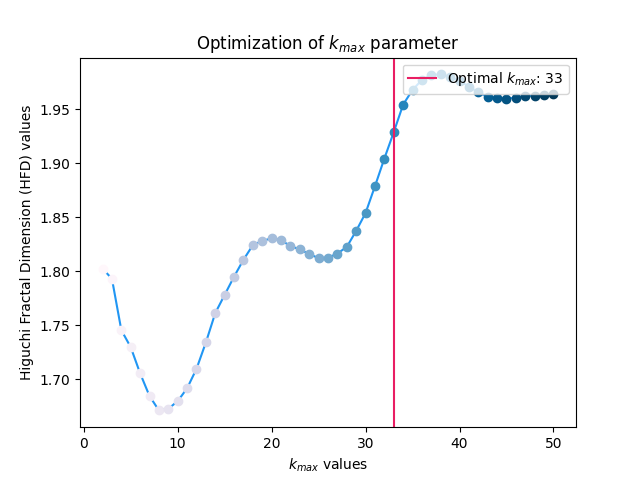 Optimization of k_max parameter
Optimal k_max: 33
1.95
1.90
1.85
1.80
1.75
1.70
Higuchi Fractal Dimension (HFD) values
0 10 20 30 40 50
k_max values